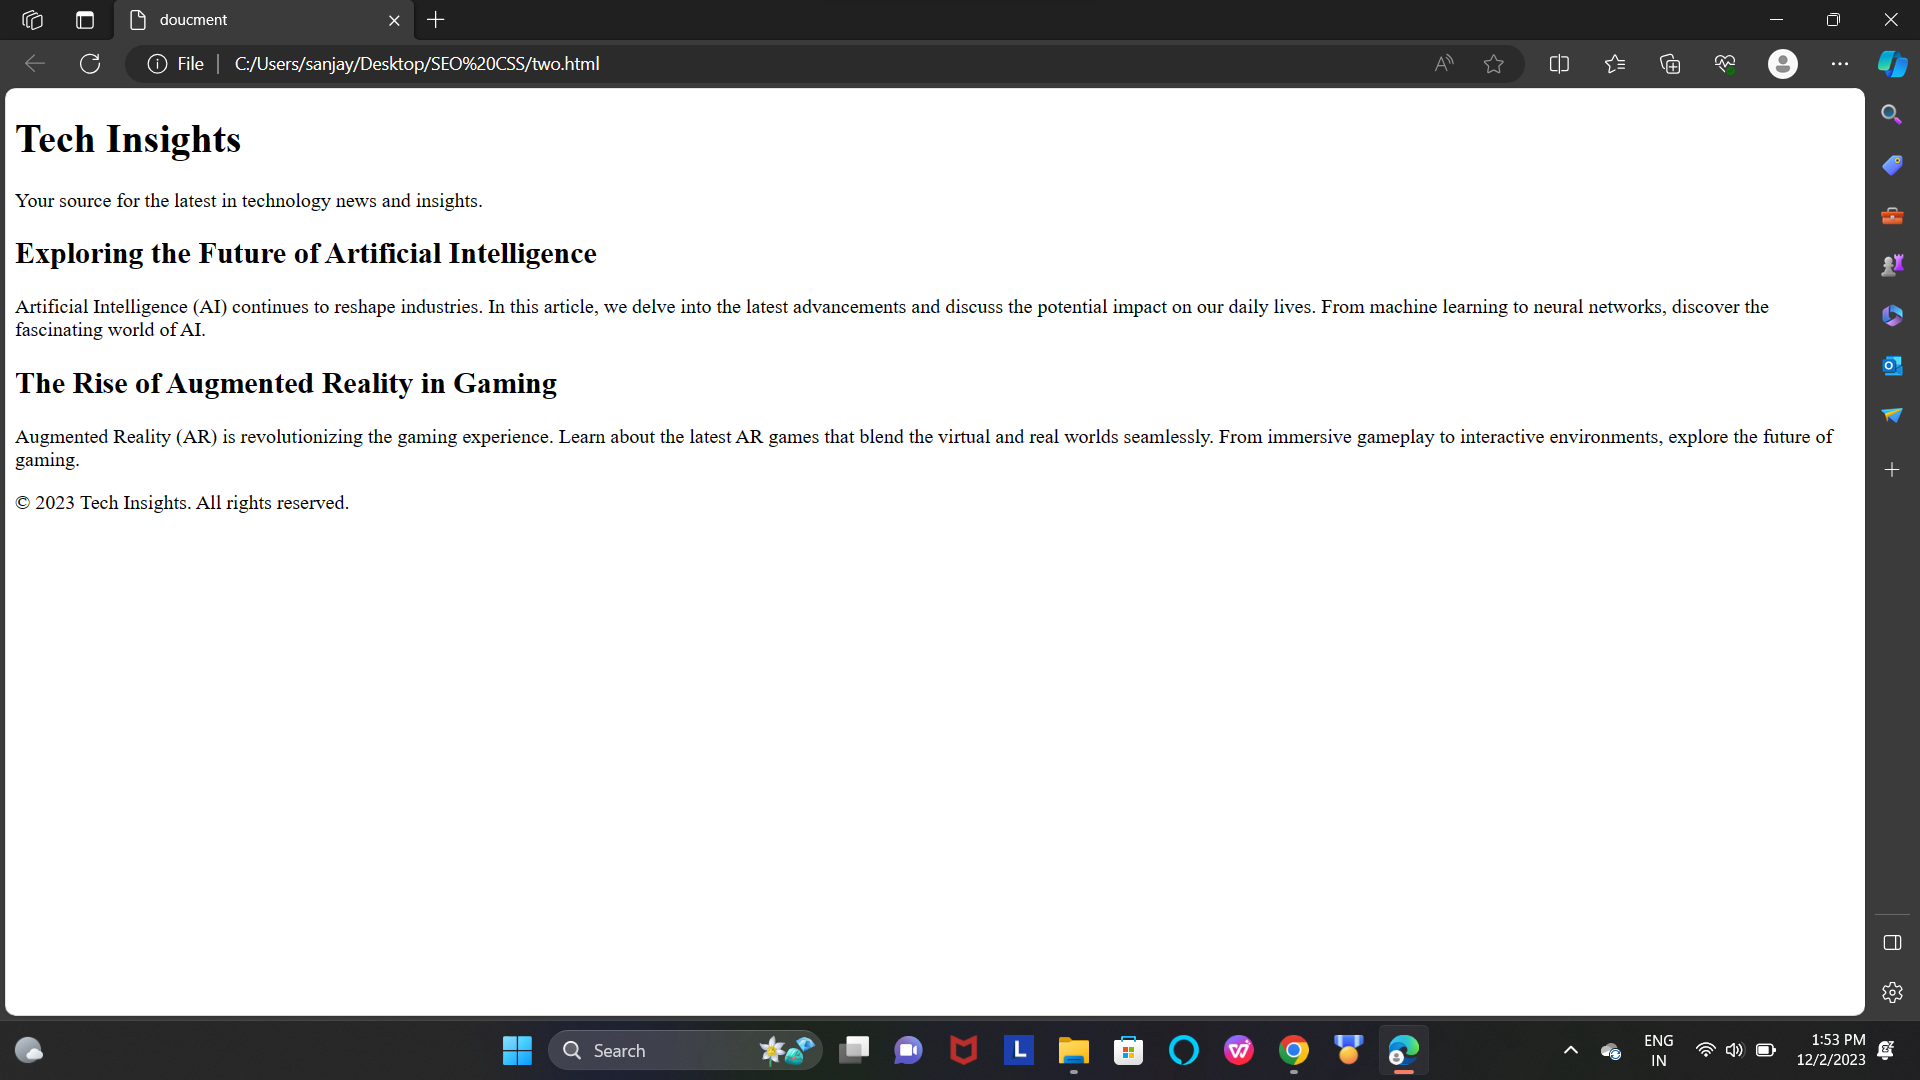 doucment
File
C:/Users/sanjay/Desktop/SEO%20CSS/two.html
Tech Insights
Your source for the latest in technology news and insights.
Exploring the Future of Artificial Intelligence
Artificial Intelligence (AI) continues to reshape industries. In this article, we delve into the latest advancements and discuss the potential impact on our daily lives. From machine learning to neural networks, discover the
fascinating world of AI.
The Rise of Augmented Reality in Gaming
Augmented Reality (AR) is revolutionizing the gaming experience. Learn about the latest AR games that blend the virtual and real worlds seamlessly. From immersive gameplay to interactive environments, explore the future of
gaming.
© 2023 Tech Insights. All rights reserved.
Search
L
ENG
IN
1:53 PM
12/2/2023